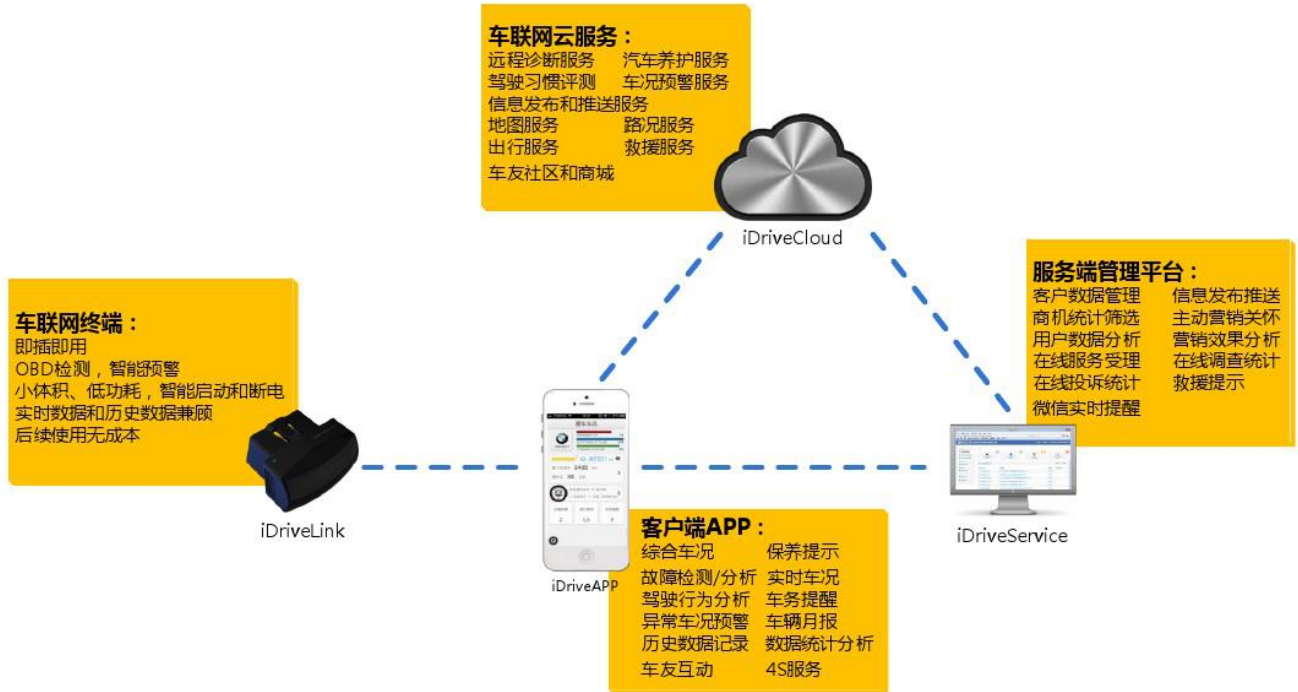 车联网云服务：
远程诊断服务 汽车养护服务
驾驶习惯评测 车况预警服务
信息发布和推送服务
地图服务 路况服务
出行服务 救援服务
车友社区和商城
iDriveCloud
服务端管理平台：
客户数据管理 信息发布推送
商机统计筛选 主动营销关怀
用户数据分析 营销效果分析
在线服务受理 在线调查统计
在线投诉统计 救援提示
微信实时提醒
iDriveService
车联网终端：
即插即用
OBD检测，智能预警
小体积、低功耗，智能启动和断电
实时数据和历史数据兼顾
后续使用无成本
iDriveLink
iDriveAPP
客户端APP：
综合车况 保养提示
故障检测/分析 实时车况
驾驶行为分析 车务提醒
异常车况预警 车辆月报
历史数据记录 数据统计分析
车友互动 4S服务